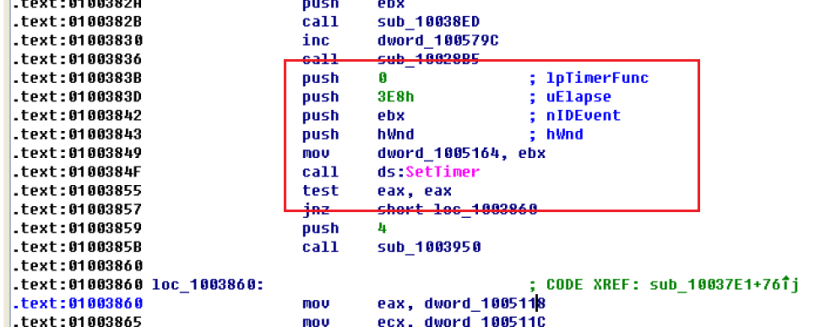 .text:0100382A push ebx
.text:0100382B call sub_10038ED
.text:01003830 inc dword_100579C
.text:01003836 call sub_10028B5
.text:0100383B push 0 ; lpTimerFunc
.text:0100383D push 3E8h ; uElapse
.text:01003842 push ebx ; nIDEvent
.text:01003843 push hWnd ; hWnd
.text:01003849 mov dword_1005164, ebx
.text:0100384F call ds:SetTimer
.text:01003855 test eax, eax
.text:01003857 jnz short loc_1003860
.text:01003859 push 4
.text:0100385B call sub_1003950
.text:01003860
.text:01003860 loc_1003860: ; CODE XREF: sub_10037E1+76↑j
.text:01003860 mov eax, dword_1005118
.text:01003865 mov ecx, dword_100511C